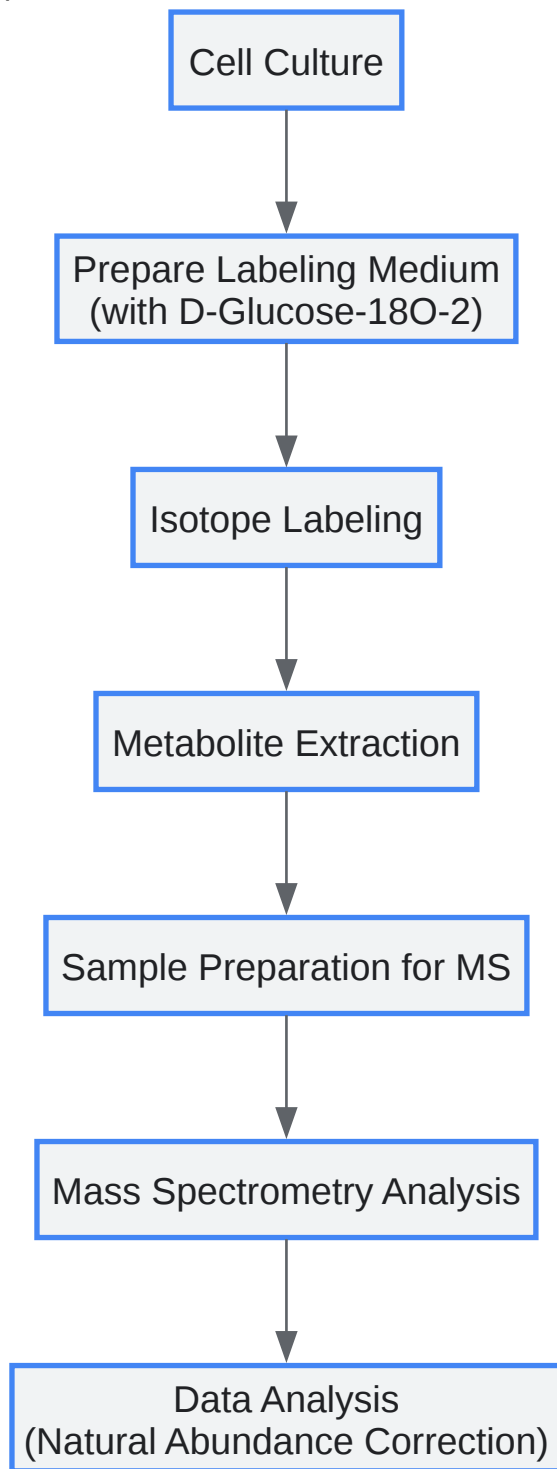 Cell Culture
Prepare Labeling Medium
(with D-Glucose-18O-2)
Isotope Labeling
Metabolite Extraction
Sample Preparation for MS
Mass Spectrometry Analysis
Data Analysis
(Natural Abundance Correction)